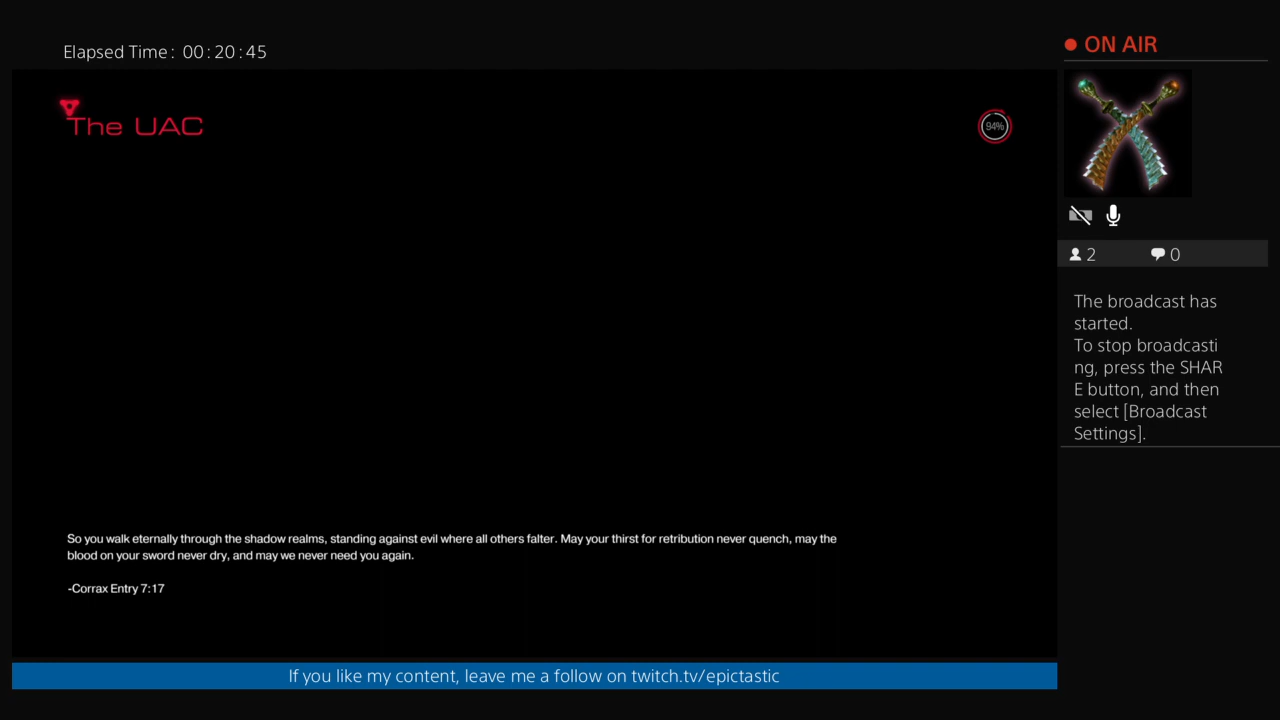 Elapsed Time: 00:20:45
ON AIR
The UAC
94%
2
0
The broadcast has
started.
To stop broadcasti
ng, press the SHAR
E button, and then
select [Broadcast
Settings].
So you walk eternally through the shadow realms, standing against evil where all others falter. May your thirst for retribution never quench, may the
blood on your sword never dry, and may we never need you again.
-Corrax Entry 7:17
If you like my content, leave me a follow on twitch.tv/epictastic